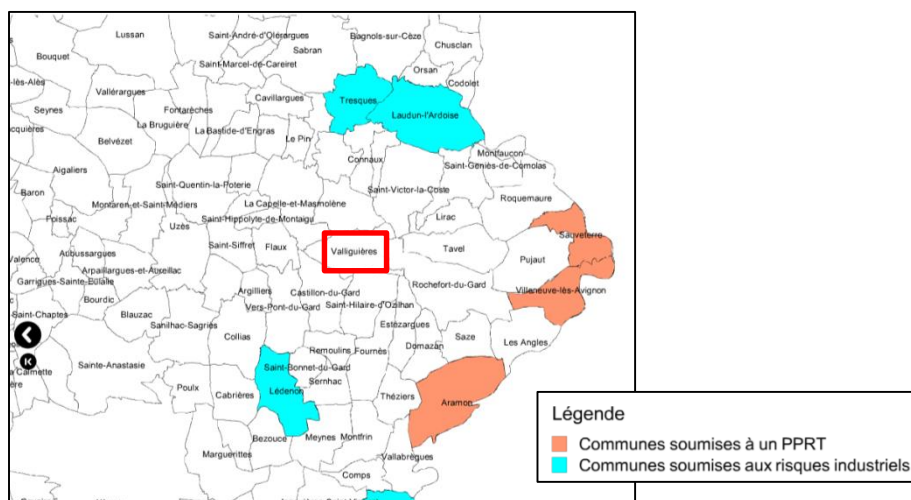 Lussan
Saint-André-d'Olérargues
Bagnols-sur-Cèze
Chusclan
Bouquet
Sabran
Saint-Marcel-de-Careiret
Orsan
-lès-Alès
Codolet
Vallérargues
Cavillargues
Tresques
Seynes
Fontarèches
Laudun-l'Ardoise
acquières
La Bruguière
La Bastide-d'Engras
Belvézet
Le Pin
Connaux
Montfaucon
Saint-Géniès-de-Comolas
Aigaliers
Saint-Quentin-la-Poterie
Saint-Victor-la-Coste
Baron
Roquemaure
La Capelle-et-Masmolène
Montaren-et-Saint-Médiers
Foissac
Saint-Hippolyte-de-Montaigu
Lirac
Uzès
Sauveterre
Saint-Siffret
Flaux
Valliguières
Tavel
Aubussargues
Pujaut
Valence
Arpaillargues-et-Aureillac
Garrigues-Sainte-Eulalie
Rochefort-du-Gard
Argilliers
Castillon-du-Gard
Villeneuve-lès-Avignon
Bourdic
Vers-Pont-du-Gard
Saint-Hilaire-d'Ozilhan
Saint-Chaptes
Blauzac
Sanilhac-Sagriès
Estézargues
Collias
Saze
Les Angles
Domazan
Remoulins
Fournès
Sainte-Anastasie
Saint-Bonnet-du-Gard
La Calmette
Sernhac
Poulx
Lédenon
Cabrières
Théziers
Aramon
Bezouce
Meynes
Montfrin
Marguerittes
Vallabrègues
Comps
Légende
Communes soumises à un PPRT
Communes soumises aux risques industriels